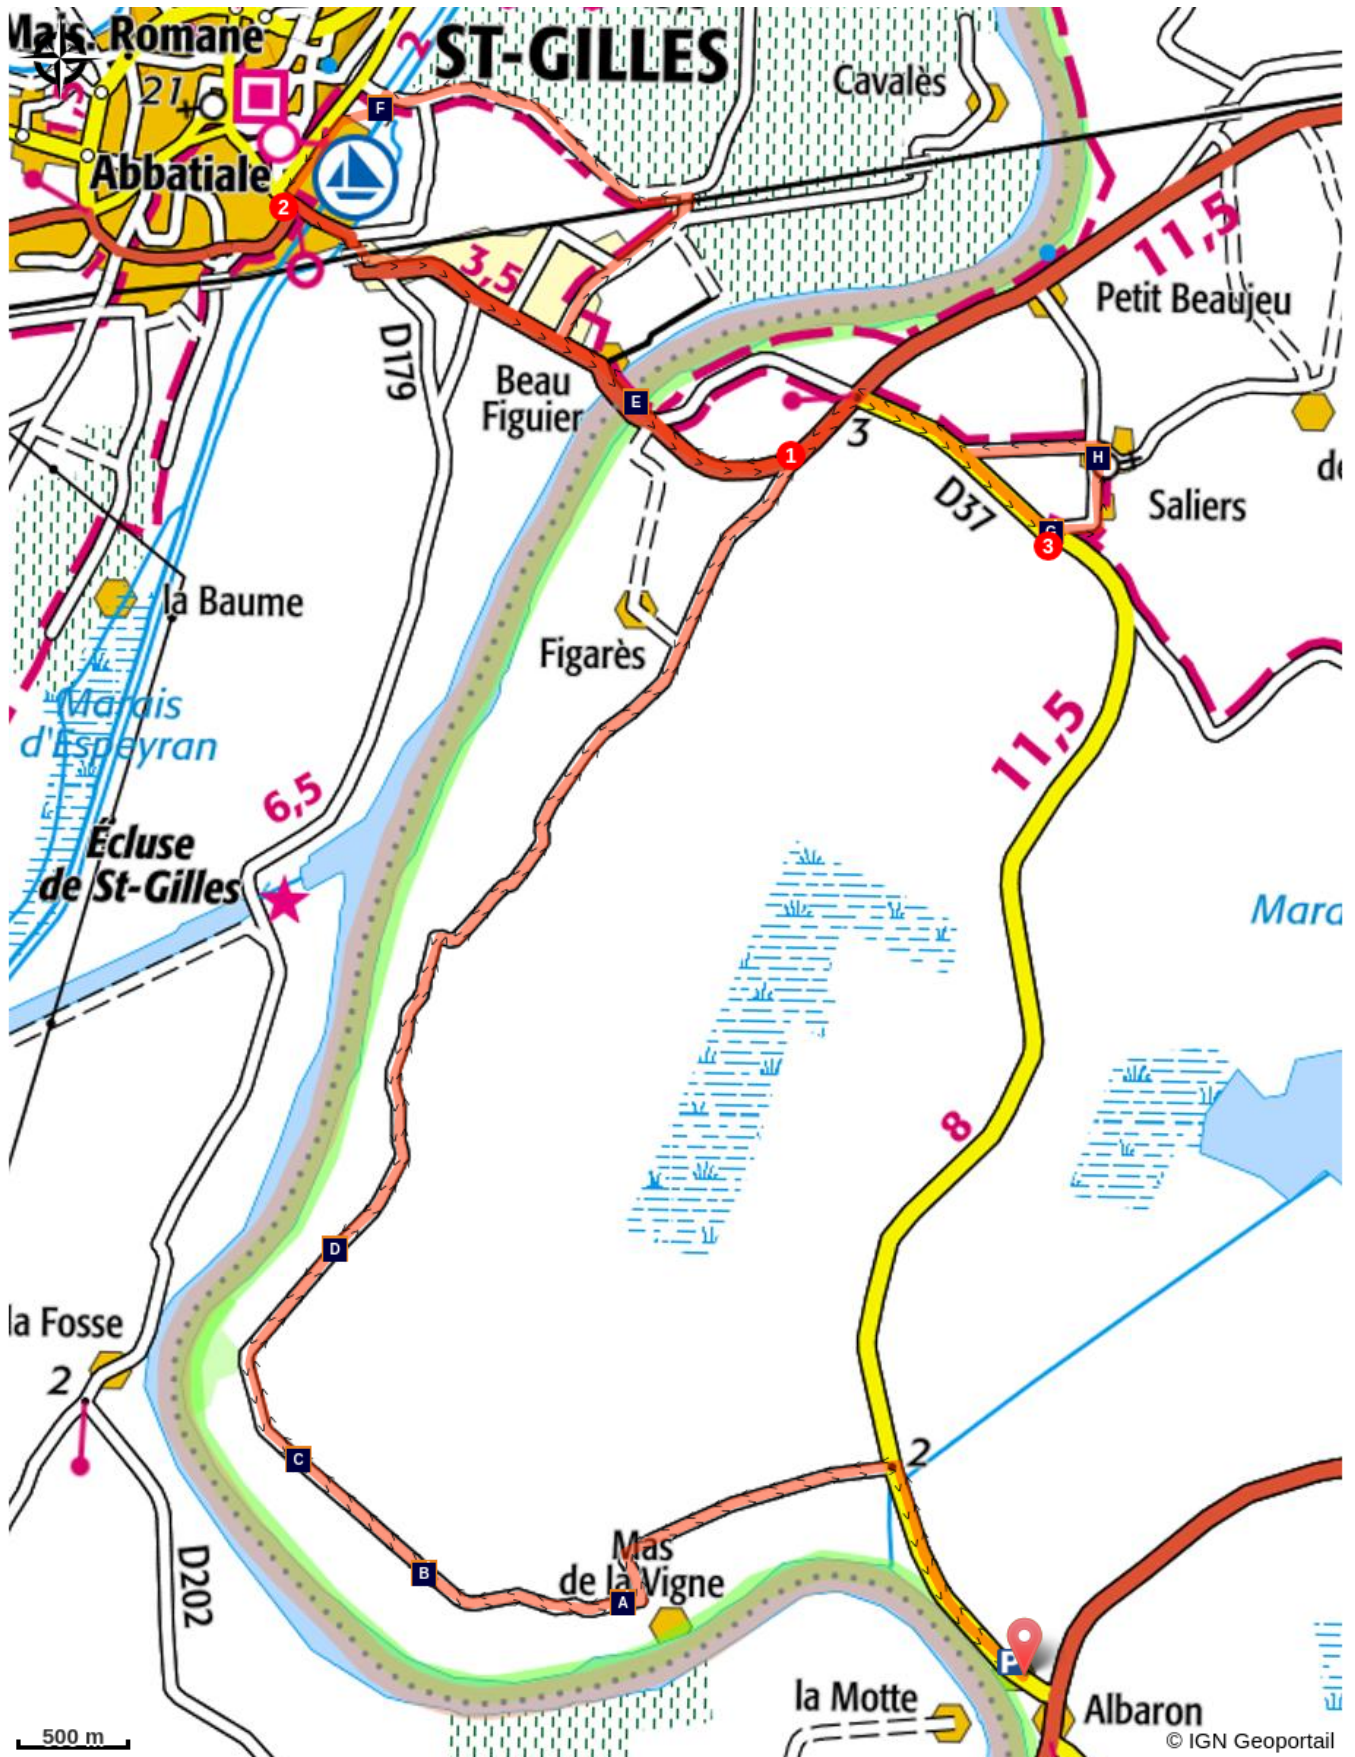 Mais. Romane
ST-GILLES
2
21
Cavalès
Abbatiale
F
2
3,5
11,5
Petit Beaujeu
D179
Beau
Figuier
E
3
1
H
de
D37
Saliers
3
la Baume
Figarès
Marais
d'Espeyran
11,5
6,5
Écluse
de St-Gilles
Mara
8
D
la Fosse
2
2
C
Mas
de la Vigne
B
A
D202
P
la Motte
Albaron
500 m
© IGN Geoportail